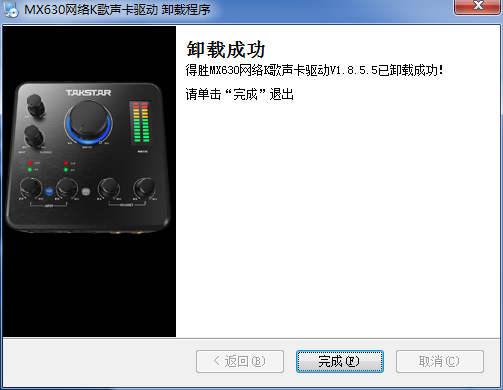 MX630网络K歌声卡驱动 卸载程序
卸载成功
得胜MX630网络K歌声卡驱动V1.8.5.5已卸载成功!
请单击“完成”退出
TAKSTAR
< 返回(B)
完成(F)
取消(C)